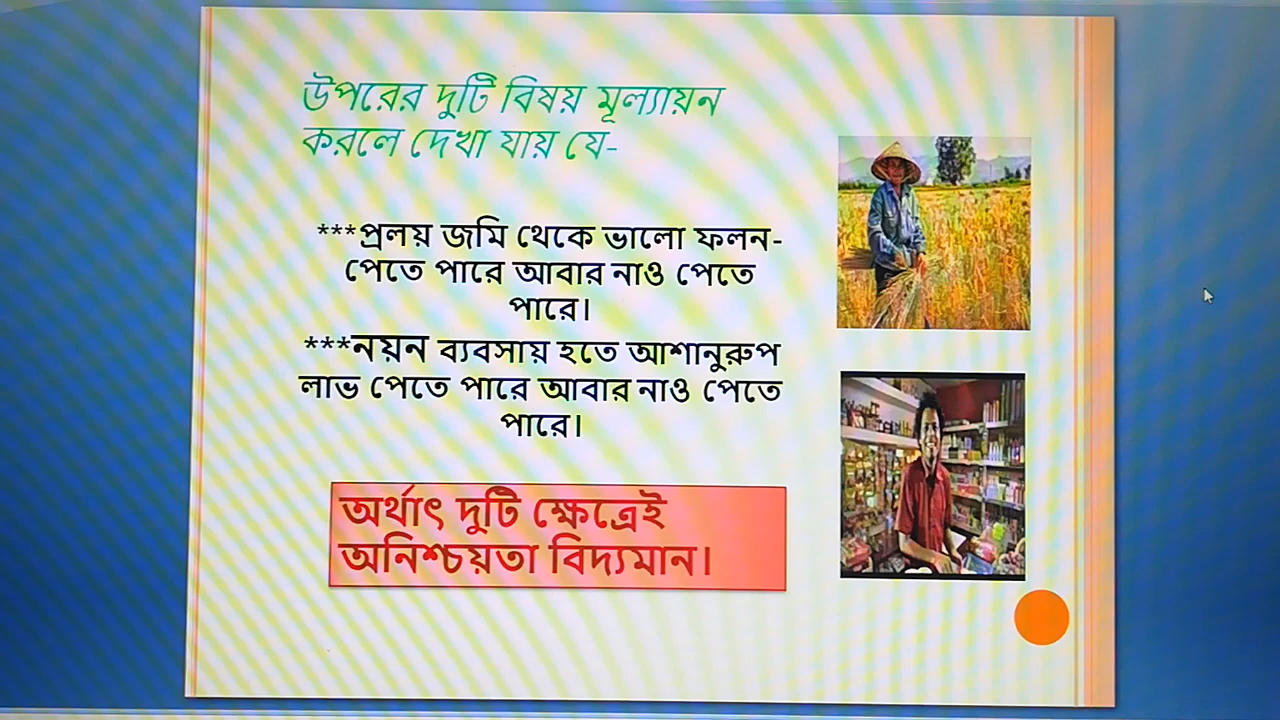 উপরের দুটি বিষয় মূল্যায়ন
করলে দেখা যায় যে-
***প্রলয় জমি থেকে ভালো ফলন-
পেতে পারে আবার নাও পেতে
পারে।
***নয়ন ব্যবসায় হতে আশানুরুপ
লাভ পেতে পারে আবার নাও পেতে
পারে।
অর্থাৎ দুটি ক্ষেত্রেই
অনিশ্চয়তা বিদ্যমান।